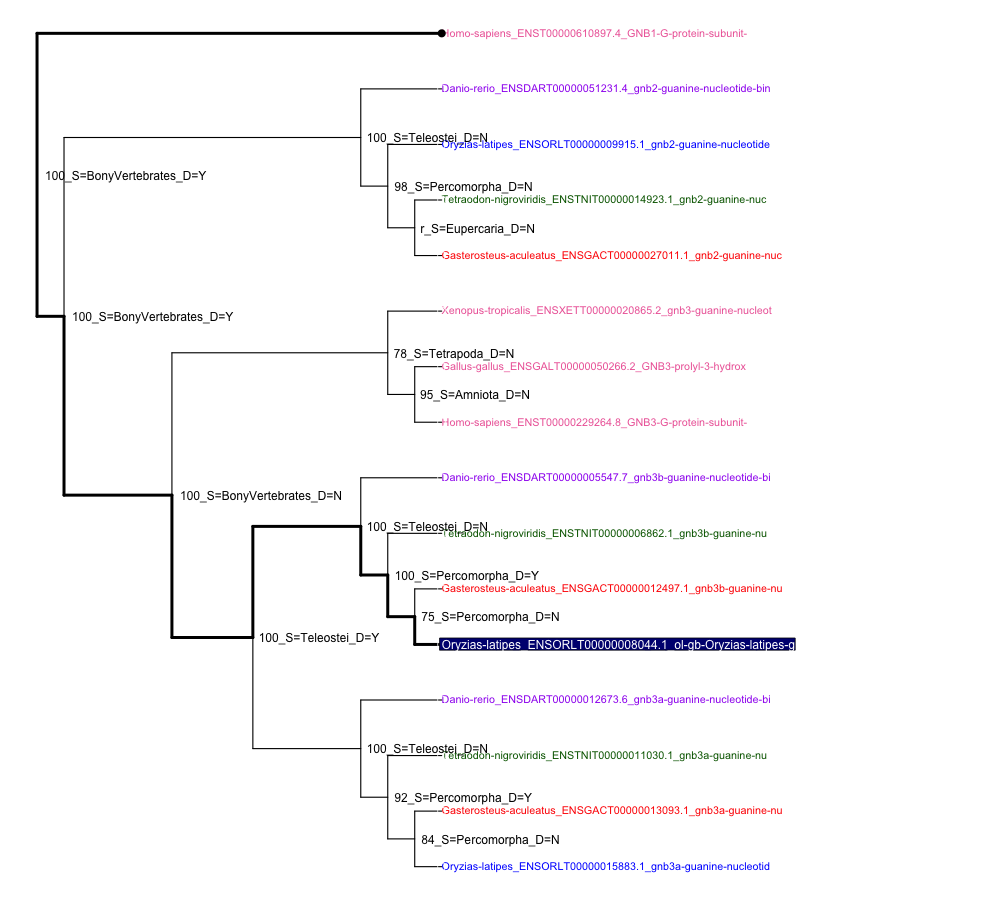 Homo-sapiens_ENST00000610897.4_GNB1-G-protein-subunit-
Danio-rerio_ENSDART00000051231.4_gnb2-guanine-nucleotide-bin
100_S=Teleostei_D=N
Oryzias-latipes_ENSORLT00000009915.1_gnb2-guanine-nucleotide
100_S=BonyVertebrates_D=Y
98_S=Percomorpha_D=N
Tetraodon-nigroviridis_ENSTNIT00000014923.1_gnb2-guanine-nuc
r_S=Eupercaria_D=N
Gasterosteus-aculeatus_ENSGACT00000027011.1_gnb2-guanine-nuc
Xenopus-tropicalis_ENSXETT00000020865.2_gnb3-guanine-nucleot
100_S=BonyVertebrates_D=Y
78_S=Tetrapoda_D=N
Gallus-gallus_ENSGALT00000050266.2_GNB3-prolyl-3-hydrox
95_S=Amniota_D=N
Homo-sapiens_ENST00000229264.8_GNB3-G-protein-subunit-
Danio-rerio_ENSDART00000005547.7_gnb3b-guanine-nucleotide-bi
100_S=BonyVertebrates_D=N
100_S=Teleostei_D=N
Tetraodon-nigroviridis_ENSTNIT00000006862.1_gnb3b-guanine-nu
100_S=Percomorpha_D=Y
Gasterosteus-aculeatus_ENSGACT00000012497.1_gnb3b-guanine-nu
75_S=Percomorpha_D=N
100_S=Teleostei_D=Y
Oryzias-latipes_ENSORLT00000008044.1_ol-gb-Oryzias-latipes-g
Danio-rerio_ENSDART00000012673.6_gnb3a-guanine-nucleotide-bi
100_S=Teleostei_D=N
Tetraodon-nigroviridis_ENSTNIT00000011030.1_gnb3a-guanine-nu
92_S=Percomorpha_D=Y
Gasterosteus-aculeatus_ENSGACT00000013093.1_gnb3a-guanine-nu
84_S=Percomorpha_D=N
Oryzias-latipes_ENSORLT00000015883.1_gnb3a-guanine-nucleotid